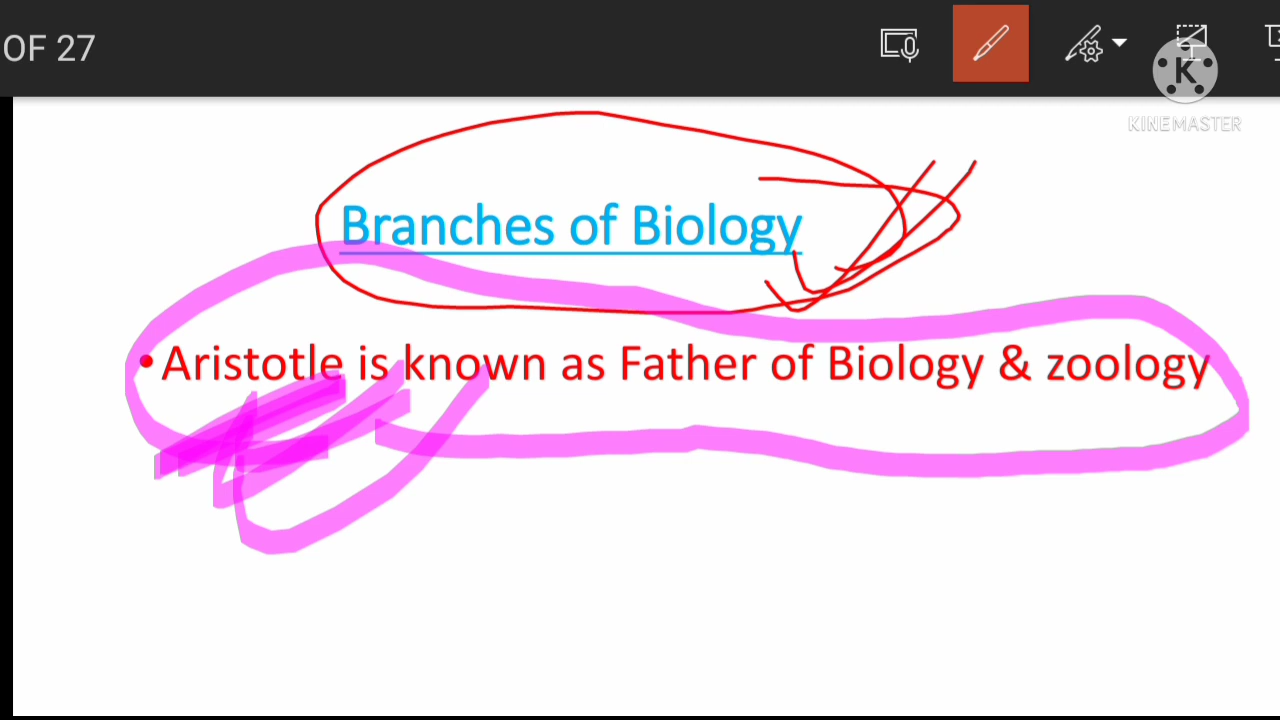 OF 27
K
KINEMASTER
Branches of Biology
•Aristotle is known as Father of Biology & zoology